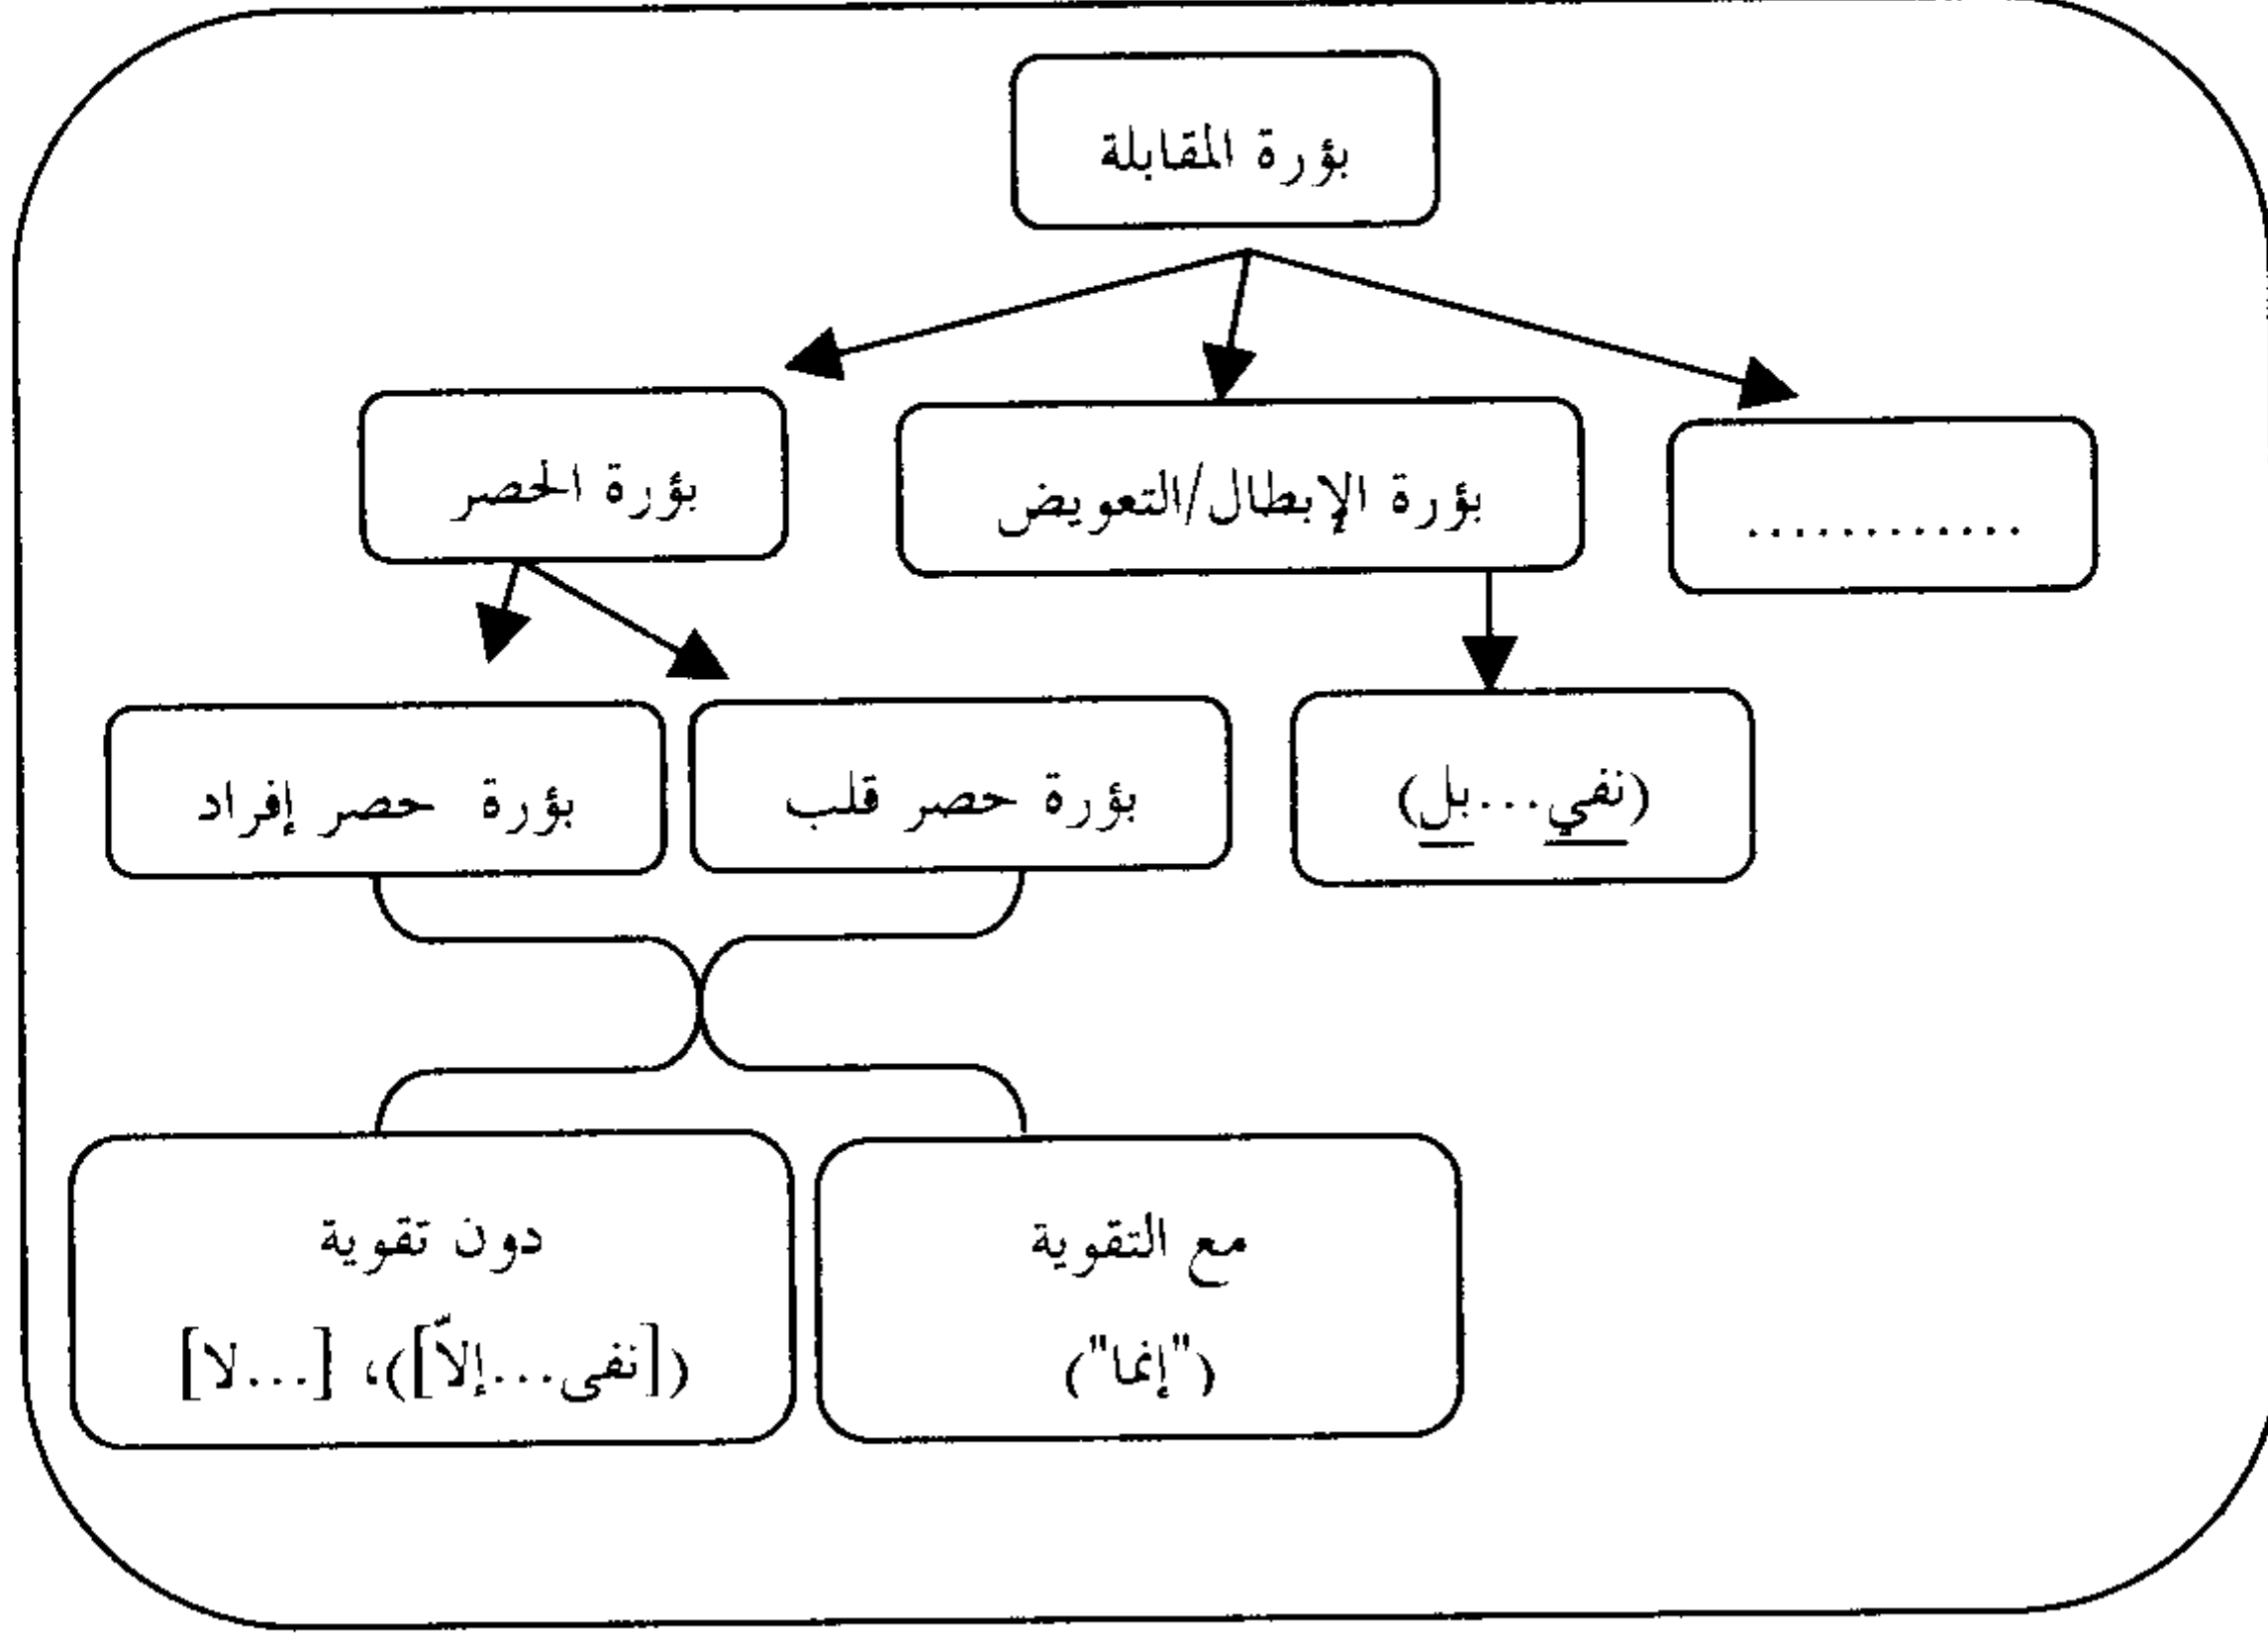 بؤرة المقابلة
.............
بؤرة الإبطال/التعويض
بؤرة الحصر
(نفي...بل)
بؤرة حصر قلب
بؤرة حصر إفراد
مع التقوية
("إنما")
دون تقوية
([نفى...إلاّ])، [...لا]